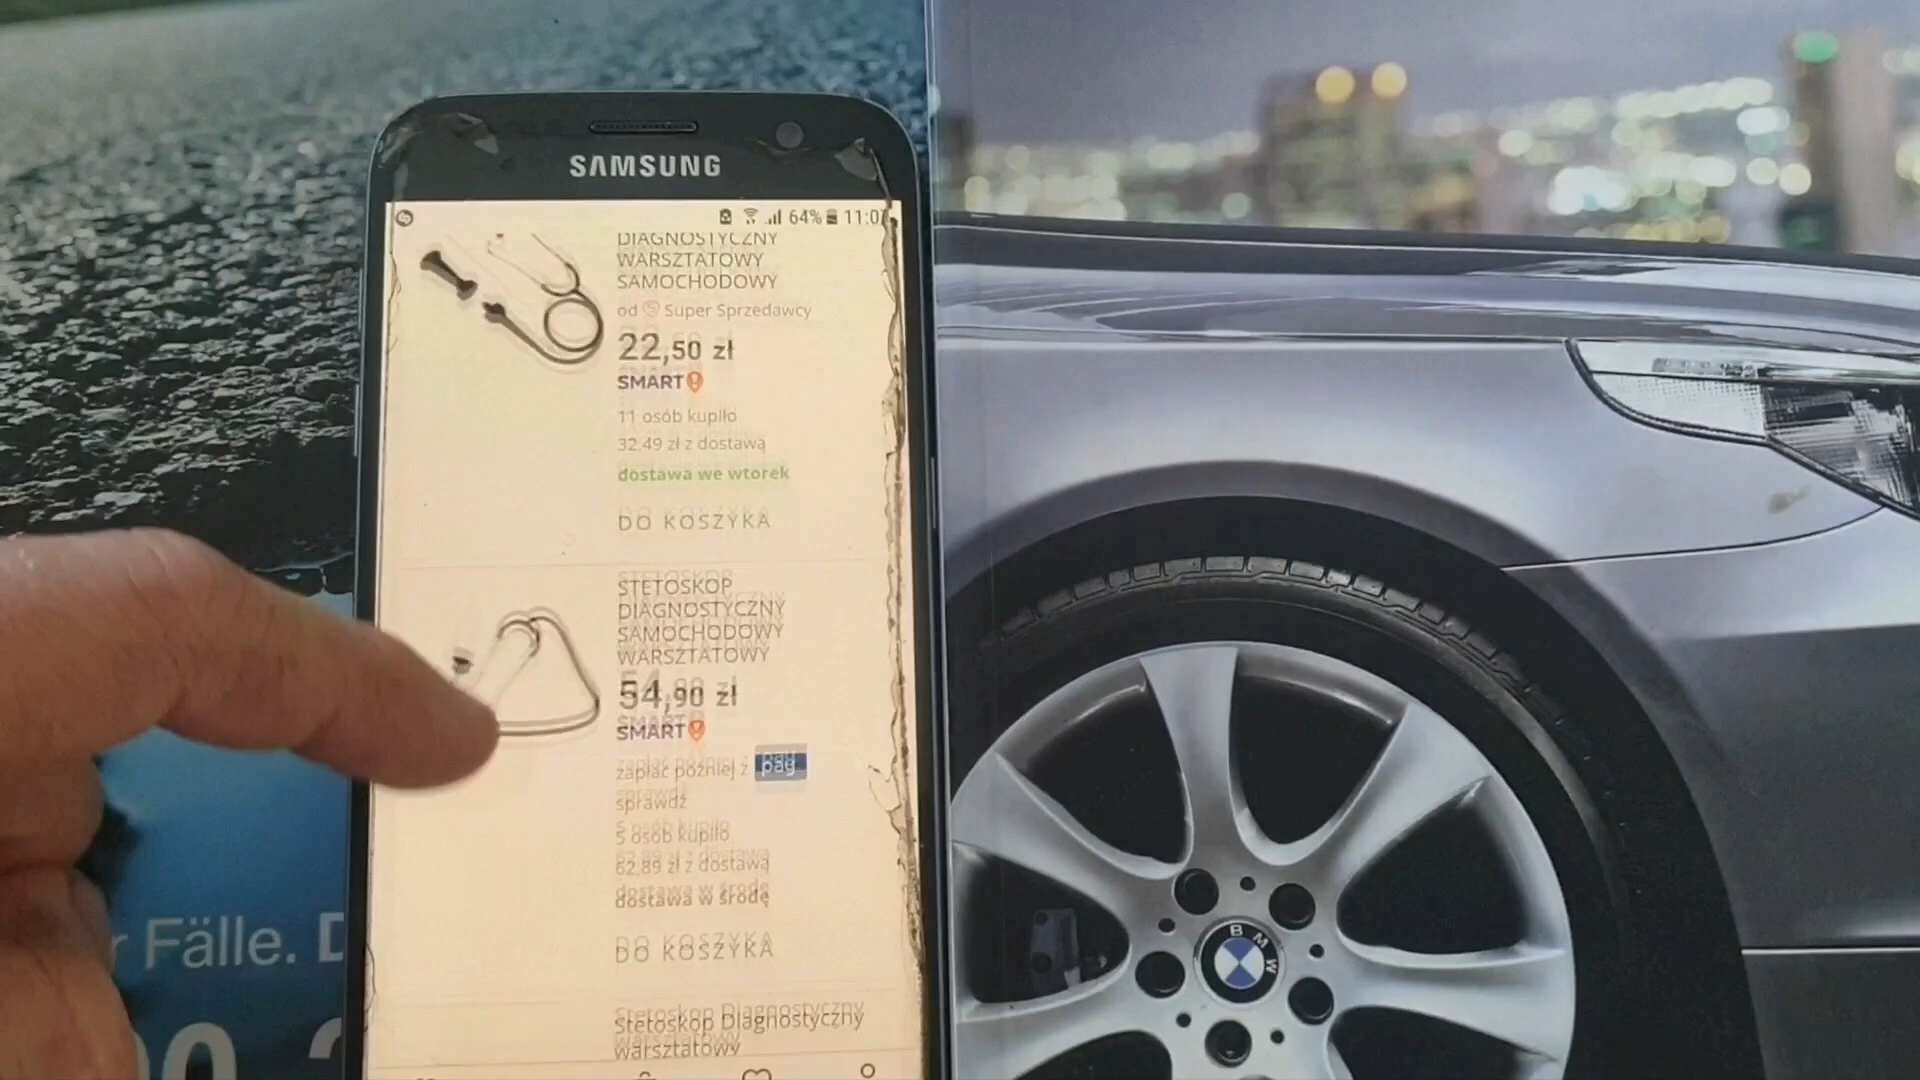 SAMSUNG
64% 11:07
DIAGNOSTYCZNY
WARSZTATOWY
SAMOCHODOWY
od Super Sprzedawcy
22,50 zł
SMART!
11 osób kupiło
32,49 zł z dostawą
dostawa we wtorek
DO KOSZYKA
STETOSKOP
DIAGNOSTYCZNY
SAMOCHODOWY
WARSZTATOWY
54,90 zł
SMART!
zapłać później z pay
sprawdź
5 osób kupiło
62,89 zł z dostawą
dostawa w środę
DO KOSZYKA
Stetoskop Diagnostyczny
warsztatowy
r Fälle. D
BMW